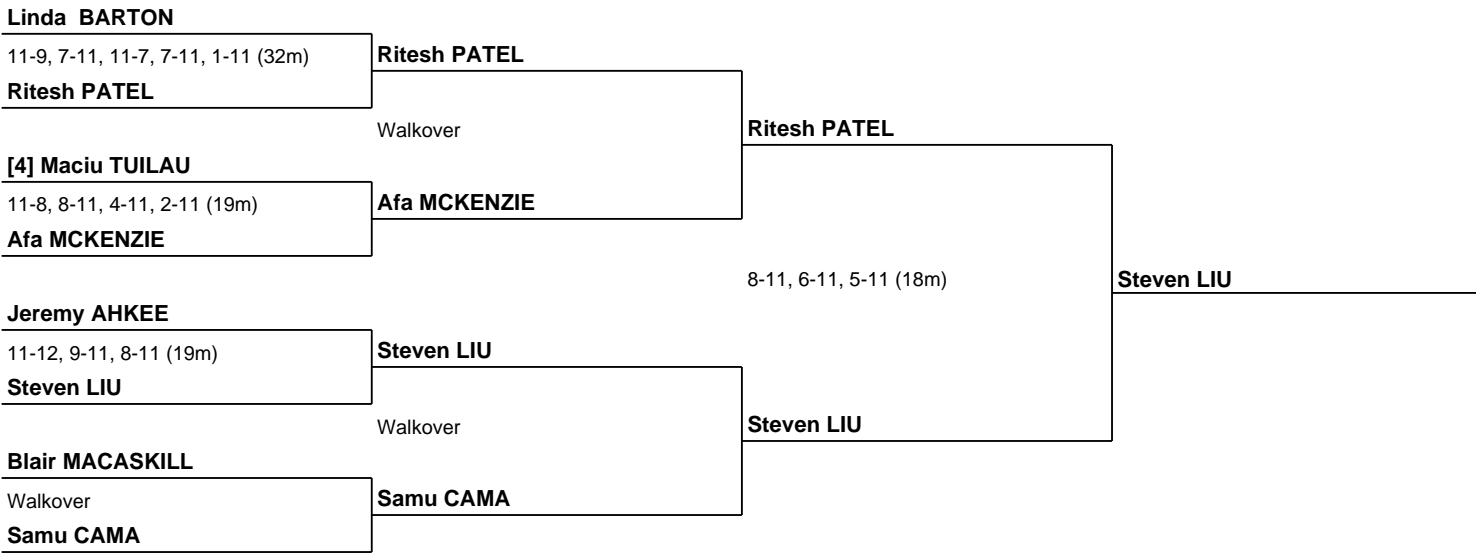 Linda  BARTON
11-9, 7-11, 11-7, 7-11, 1-11 (32m)
Ritesh PATEL
Ritesh PATEL
Walkover
Ritesh PATEL
[4] Maciu TUILAU
11-8, 8-11, 4-11, 2-11 (19m)
Afa MCKENZIE
Afa MCKENZIE
8-11, 6-11, 5-11 (18m)
Steven LIU
Jeremy AHKEE
11-12, 9-11, 8-11 (19m)
Steven LIU
Steven LIU
Walkover
Steven LIU
Blair MACASKILL
Walkover
Samu CAMA
Samu CAMA